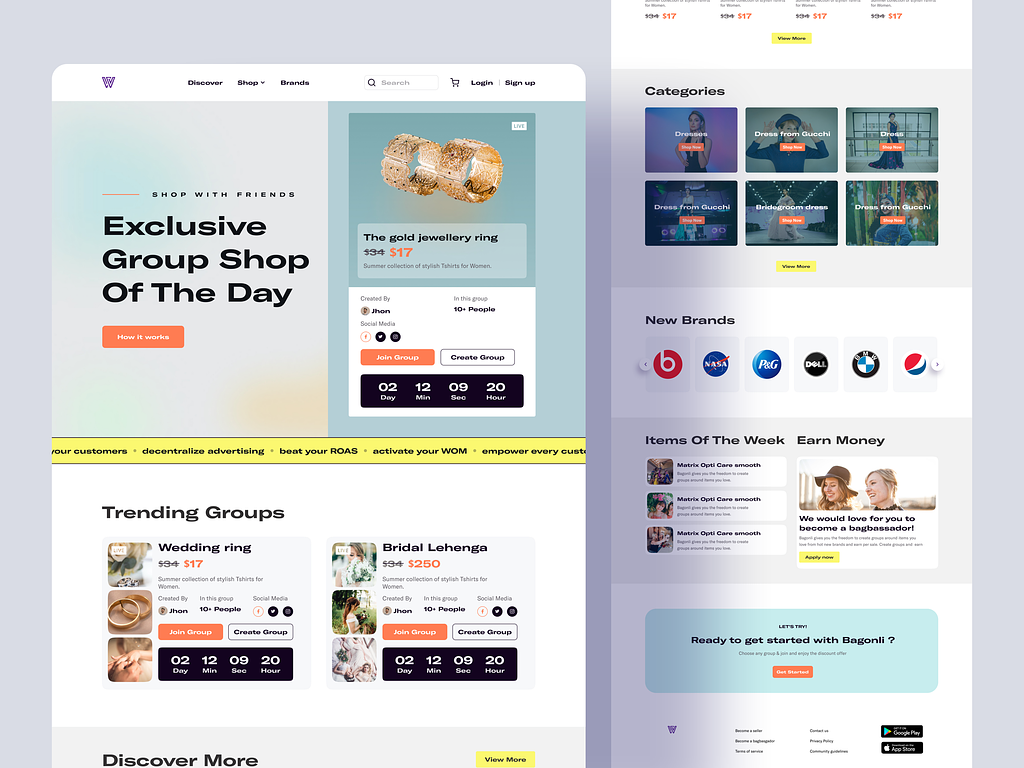 Discover
Shop
Brands
Search
Login | Sign up
SHOP WITH FRIENDS
Exclusive
Group Shop
Of The Day
How it works
LIVE
The gold jewellery ring
$34 $17
Summer collection of stylish Tshirts for Women.
Created By
Jhon
In this group
10+ People
Social Media
Join Group
Create Group
02 12 09 20
Day Min Sec Hour
your customers • decentralize advertising • beat your ROAS • activate your WOM • empower every custo
Trending Groups
LIVE
Wedding ring
$34 $17
Summer collection of stylish Tshirts for
Women.
Created By
Jhon
In this group
10+ People
Social Media
Join Group
Create Group
02 12 09 20
Day Min Sec Hour
LIVE
Bridal Lehenga
$34 $250
Summer collection of stylish Tshirts for
Women.
Created By
Jhon
In this group
10+ People
Social Media
Join Group
Create Group
02 12 09 20
Day Min Sec Hour
Discover More
View More
for Women.
$34 $17
for Women.
$34 $17
for Women.
$34 $17
for Women.
$34 $17
View More
Categories
Dresses
Shop Now
Dress from Gucchi
Shop Now
Dress
Shop Now
Dress from Gucchi
Shop Now
Bridegroom dress
Shop Now
Dress from Gucchi
Shop Now
View More
New Brands
b
NASA
P&G
DELL
BMW
Items Of The Week
Matrix Opti Care smooth
Bagonli gives you the freedom to create
groups around items you love.
Matrix Opti Care smooth
Bagonli gives you the freedom to create
groups around items you love.
Matrix Opti Care smooth
Bagonli gives you the freedom to create
groups around items you love.
Earn Money
We would love for you to
become a bagbassador!
Bagonli gives you the freedom to create groups around items you
love from hot new brands and earn per sale. Create groups and earn
Apply now
LET'S TRY!
Ready to get started with Bagonli ?
Choose any group & join and enjoy the discount offer
Get Started
Become a seller
Become a bagbasgador
Terms of service
Contact us
Privacy Policy
Community guidelines
GET IT ON
Google Play
Download on the
App Store